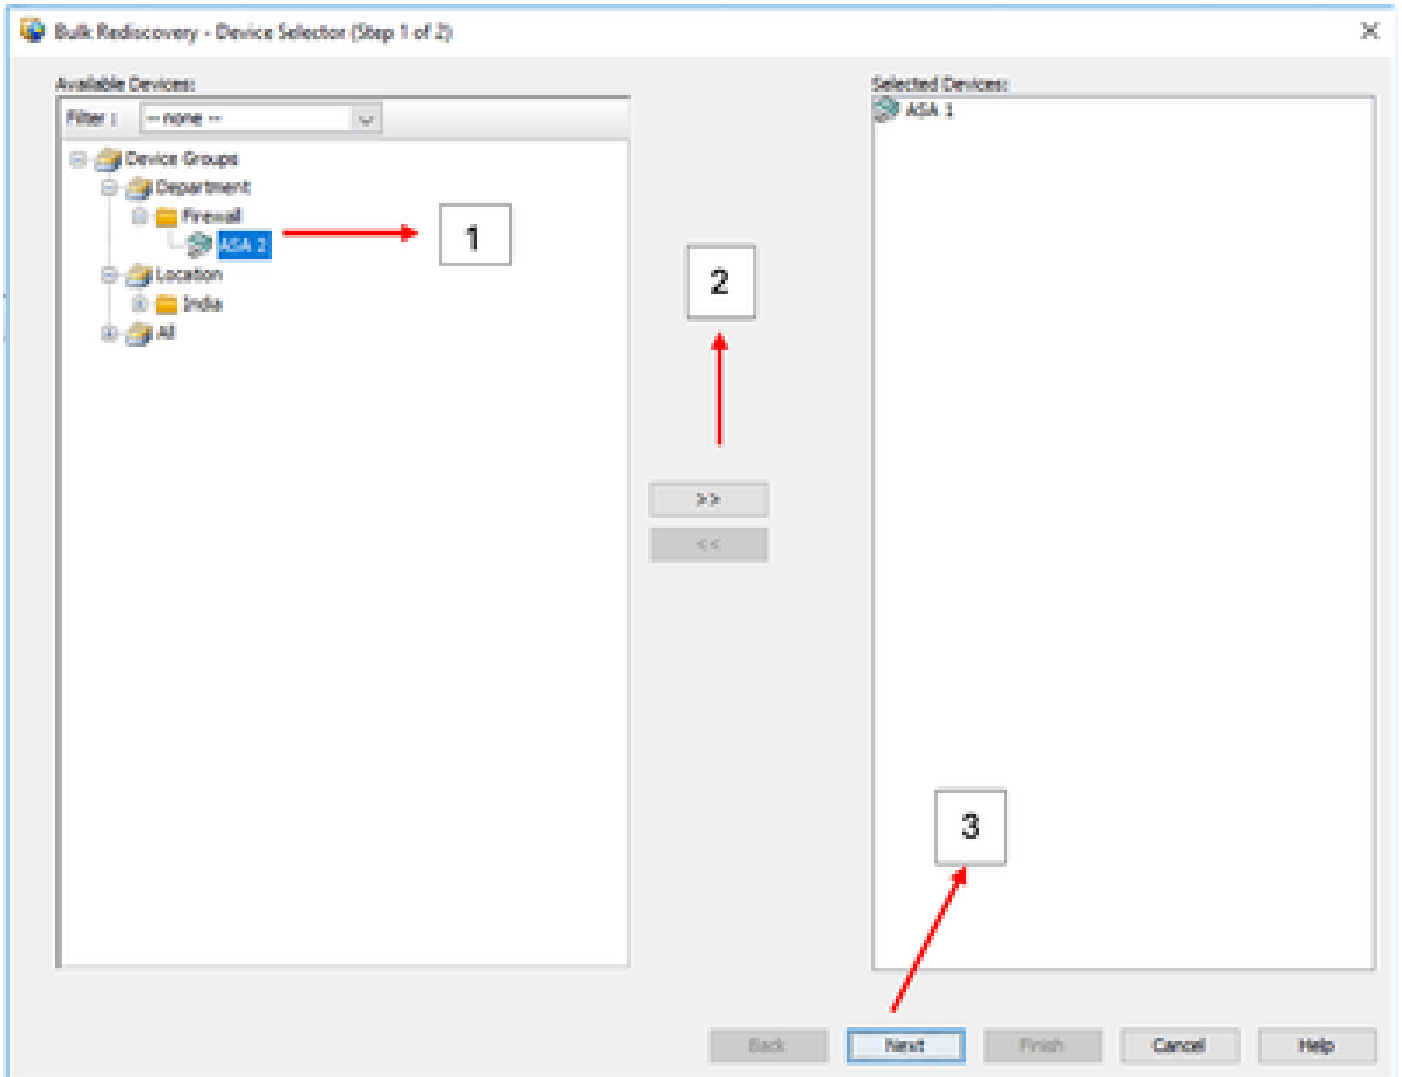 Bulk Rediscovery - Device Selector (Step 1 of 2)
Available Devices:
Filter : -- none --
Device Groups
Department
Firewall
ASA 2
Location
India
All
1
2
>>
<<
Selected Devices:
ASA 1
3
Back Next Finish Cancel Help